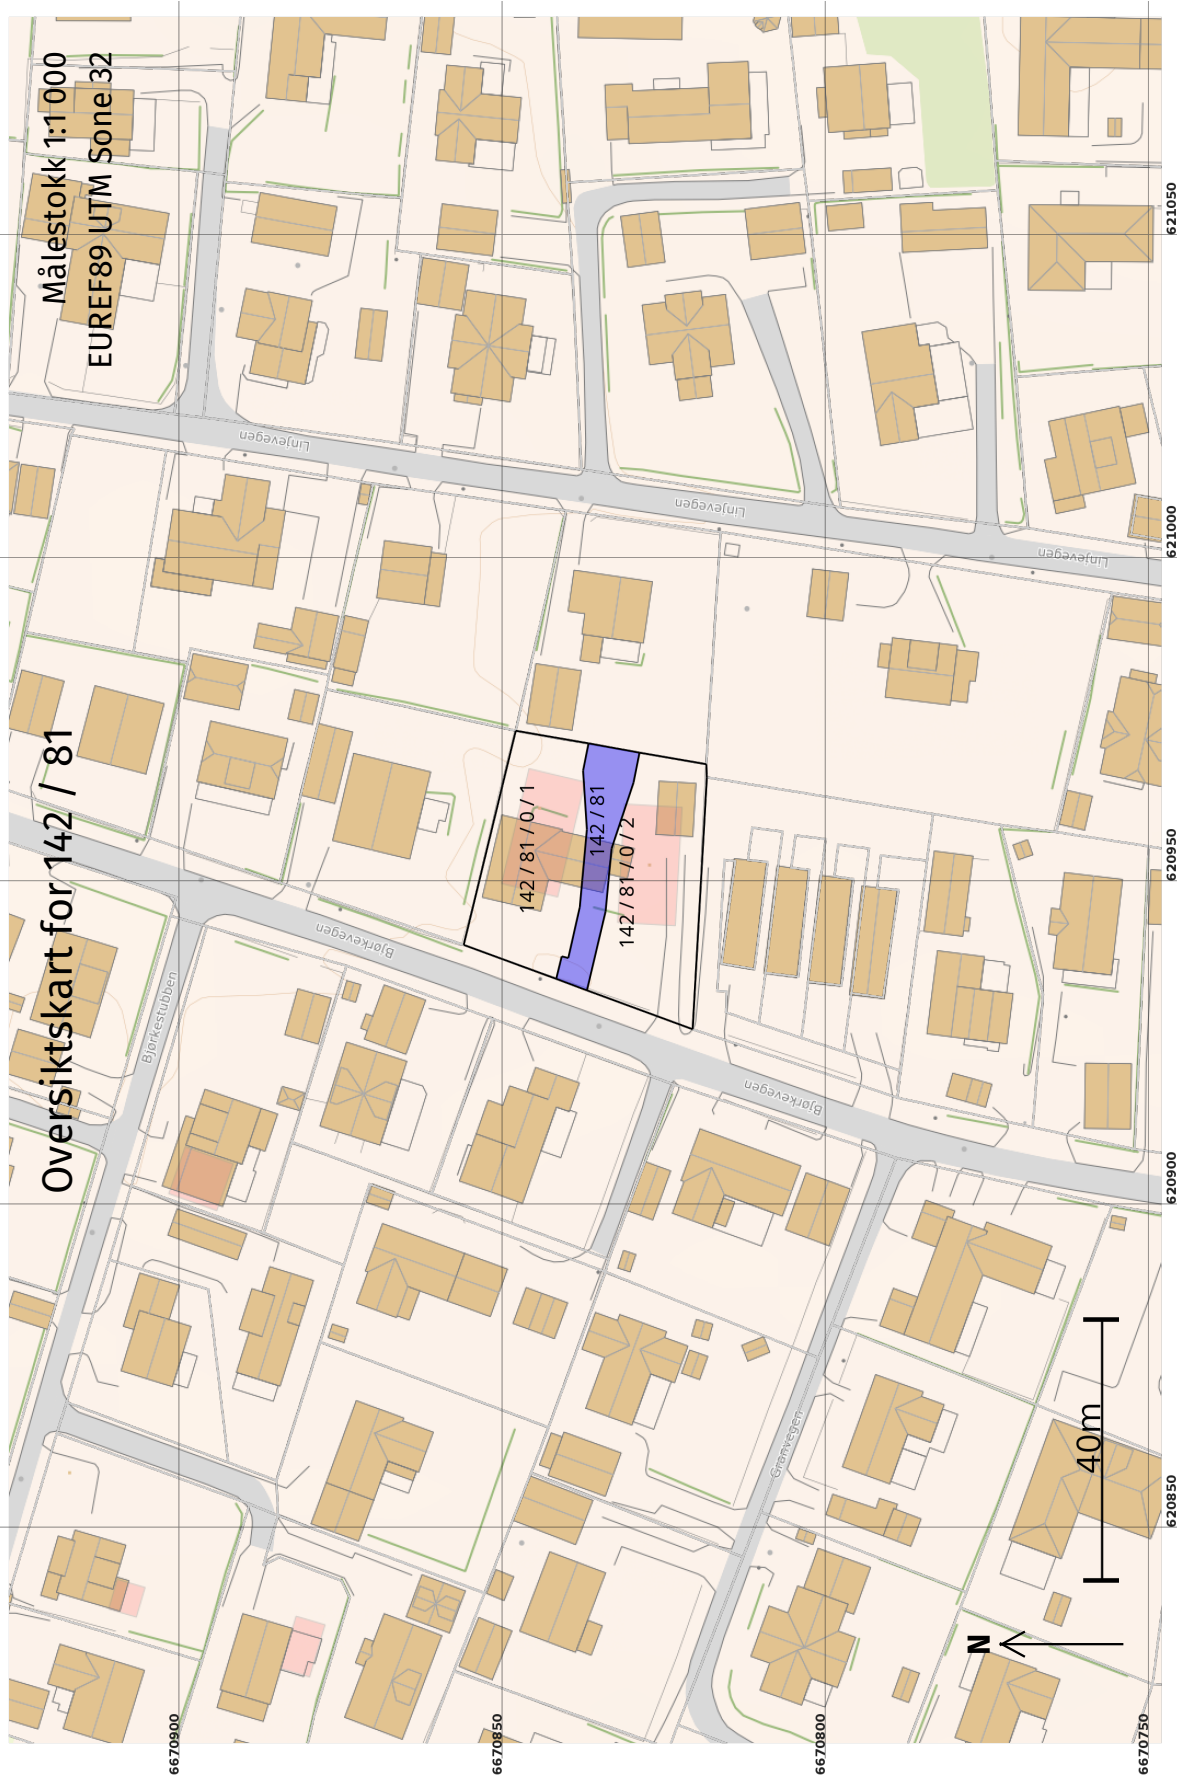 Oversiktskart for 142 / 81
Målestokk 1:1 000
EUREF89 UTM Sone 32
Linjevegen
Linjevegen
Linjevegen
Bjørkevegen
Bjørkevegen
Bjørkestubben
Granvegen
142 / 81 / 0 / 1
142 / 81
142 / 81 / 0 / 2
621050
621000
620950
620900
620850
6670900
6670850
6670800
6670750
40m
N